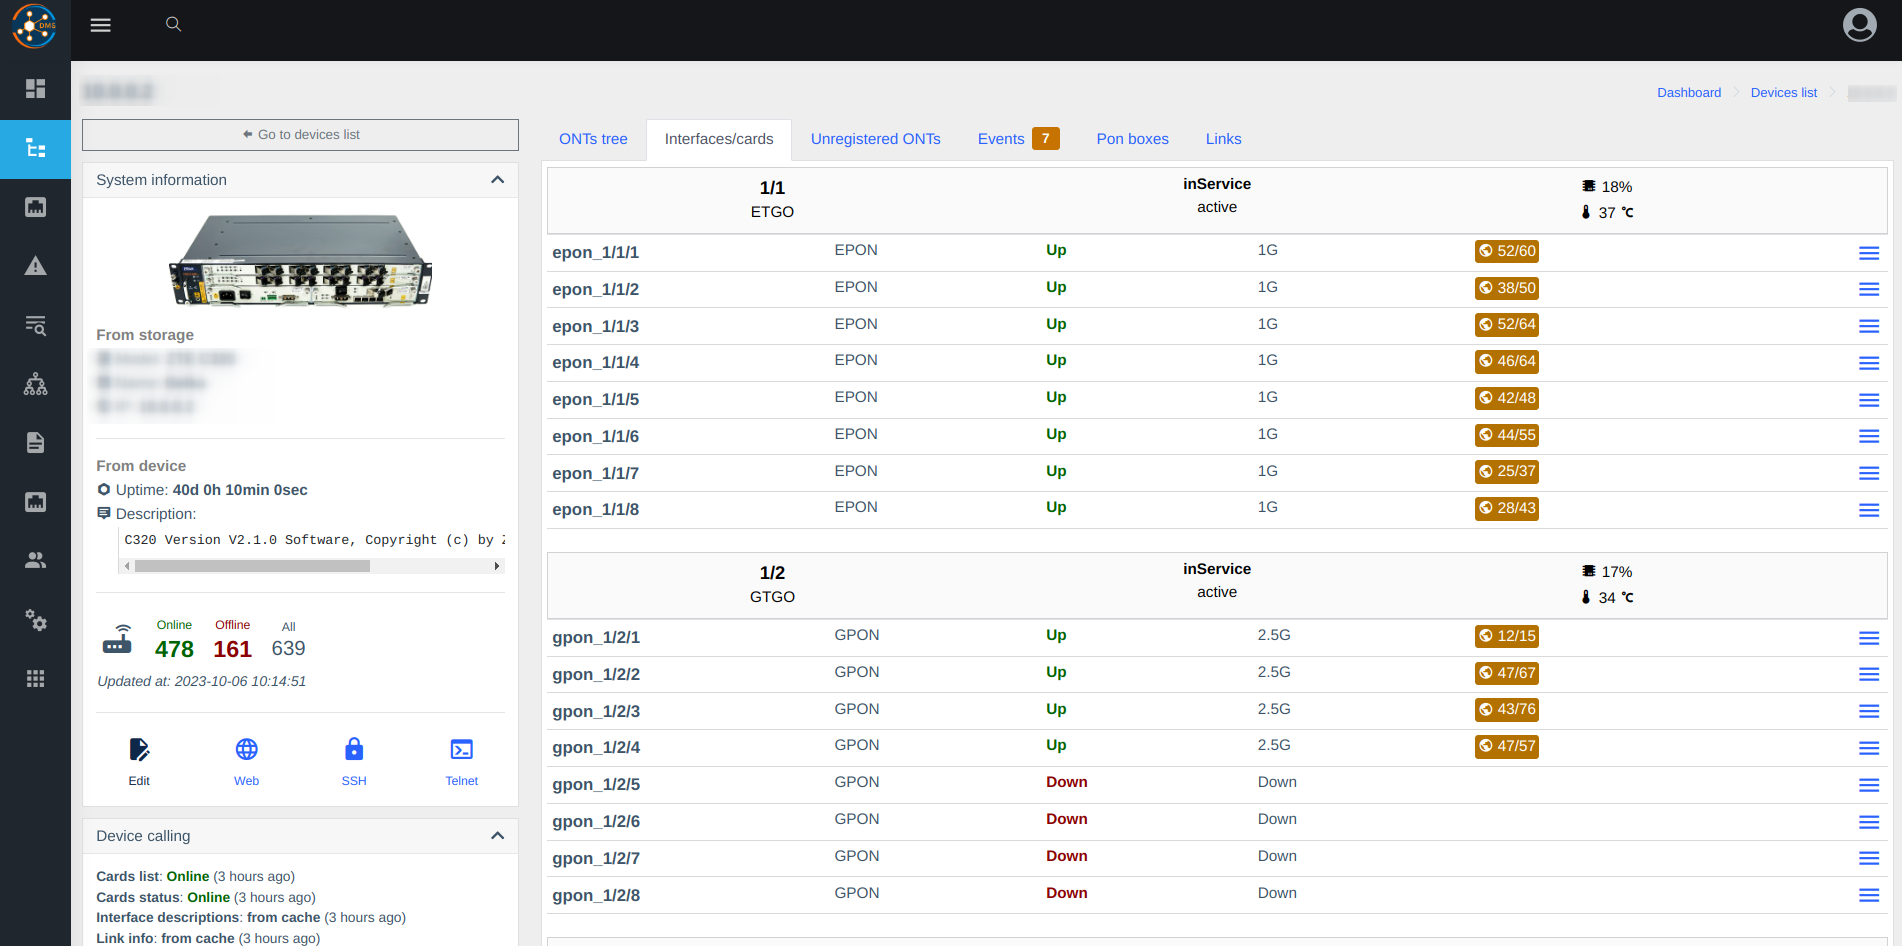 DMS
Dashboard
Devices list
Go to devices list
System information
From storage
From device
Uptime: 40d 0h 10min 0sec
Description:
C320 Version V2.1.0 Software, Copyright (c) by
Online Offline All
478 161 639
Updated at: 2023-10-06 10:14:51
Edit Web SSH Telnet
Device calling
Cards list: Online (3 hours ago)
Cards status: Online (3 hours ago)
Interface descriptions: from cache (3 hours ago)
Link info: from cache (3 hours ago)
ONTs tree Interfaces/cards Unregistered ONTs Events 7 Pon boxes Links
1/1 inService 18%
ETGO active 37 °C
epon_1/1/1 EPON Up 1G 52/60
epon_1/1/2 EPON Up 1G 38/50
epon_1/1/3 EPON Up 1G 52/64
epon_1/1/4 EPON Up 1G 46/64
epon_1/1/5 EPON Up 1G 42/48
epon_1/1/6 EPON Up 1G 44/55
epon_1/1/7 EPON Up 1G 25/37
epon_1/1/8 EPON Up 1G 28/43
1/2 inService 17%
GTGO active 34 °C
gpon_1/2/1 GPON Up 2.5G 12/15
gpon_1/2/2 GPON Up 2.5G 47/67
gpon_1/2/3 GPON Up 2.5G 43/76
gpon_1/2/4 GPON Up 2.5G 47/57
gpon_1/2/5 GPON Down Down
gpon_1/2/6 GPON Down Down
gpon_1/2/7 GPON Down Down
gpon_1/2/8 GPON Down Down